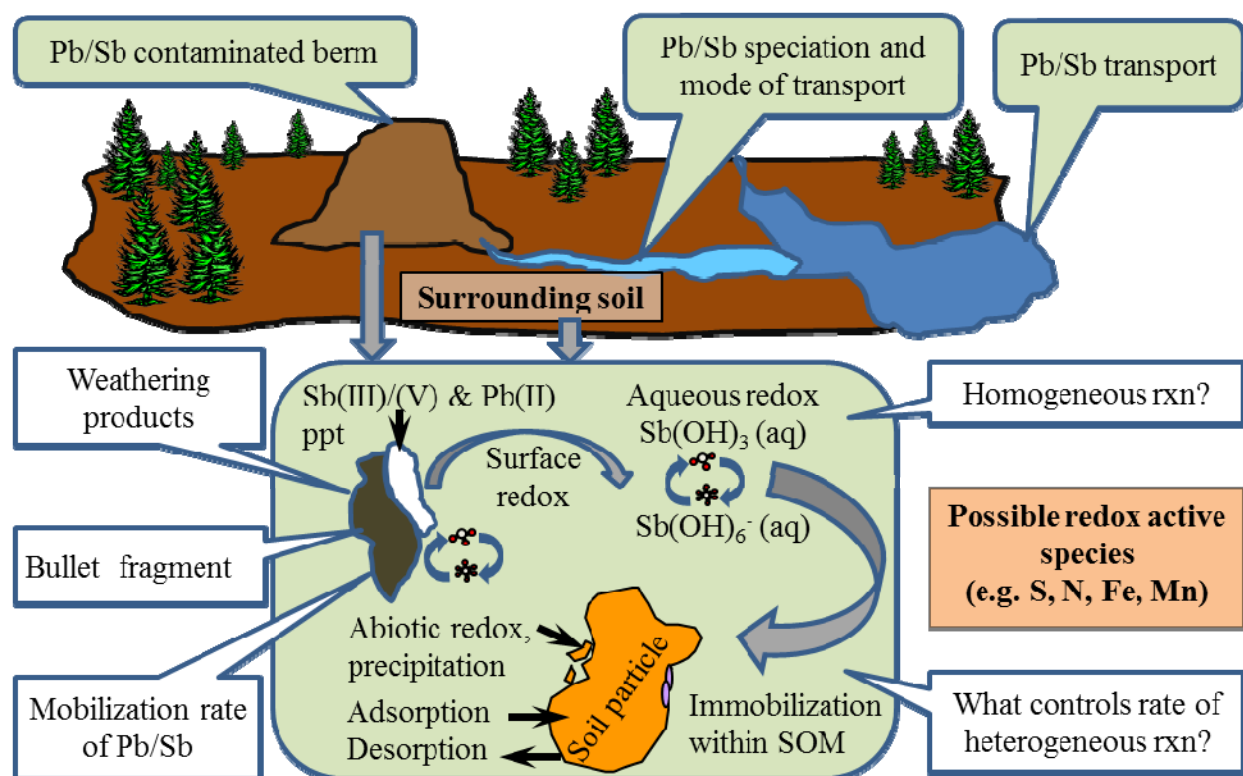 Pb/Sb contaminated berm
Pb/Sb speciation and
mode of transport
Pb/Sb transport
Surrounding soil
Weathering
products
Bullet fragment
Mobilization rate
of Pb/Sb
Sb(III)/(V) & Pb(II)
ppt
Surface
redox
Aqueous redox
Sb(OH)₃ (aq)
Sb(OH)₆⁻ (aq)
Abiotic redox,
precipitation
Adsorption
Desorption
Soil particle
Immobilization
within SOM
Homogeneous rxn?
Possible redox active
species
(e.g. S, N, Fe, Mn)
What controls rate of
heterogeneous rxn?